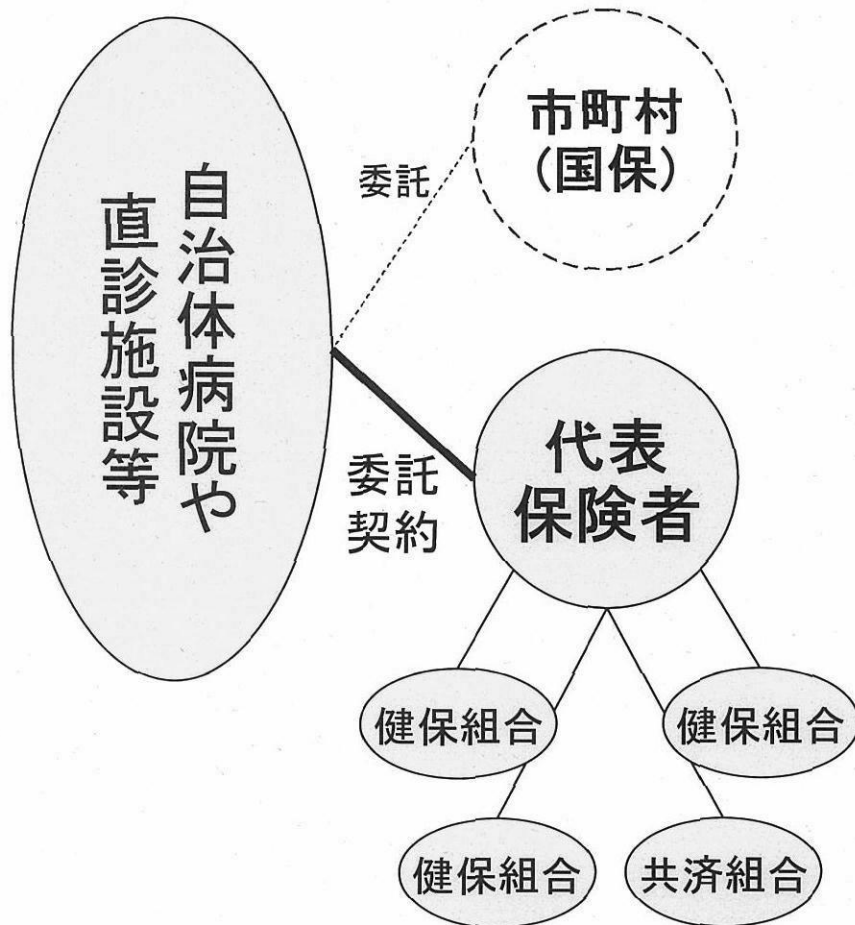 自治体病院や
直診施設等
市町村
(国保)
委託
代表
保険者
委託
契約
健保組合
健保組合
健保組合
共済組合